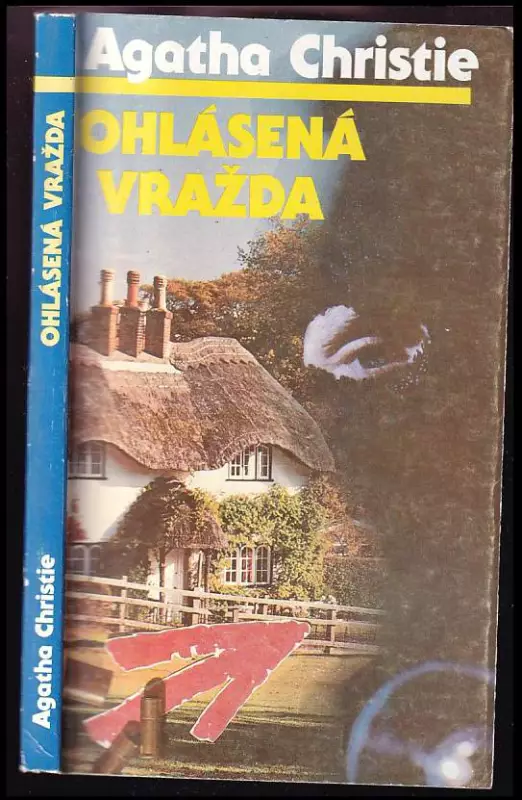 Agatha Christie
OHLÁSENÁ
VRAŽDA
Agatha Christie
OHLÁSENÁ VRAŽDA